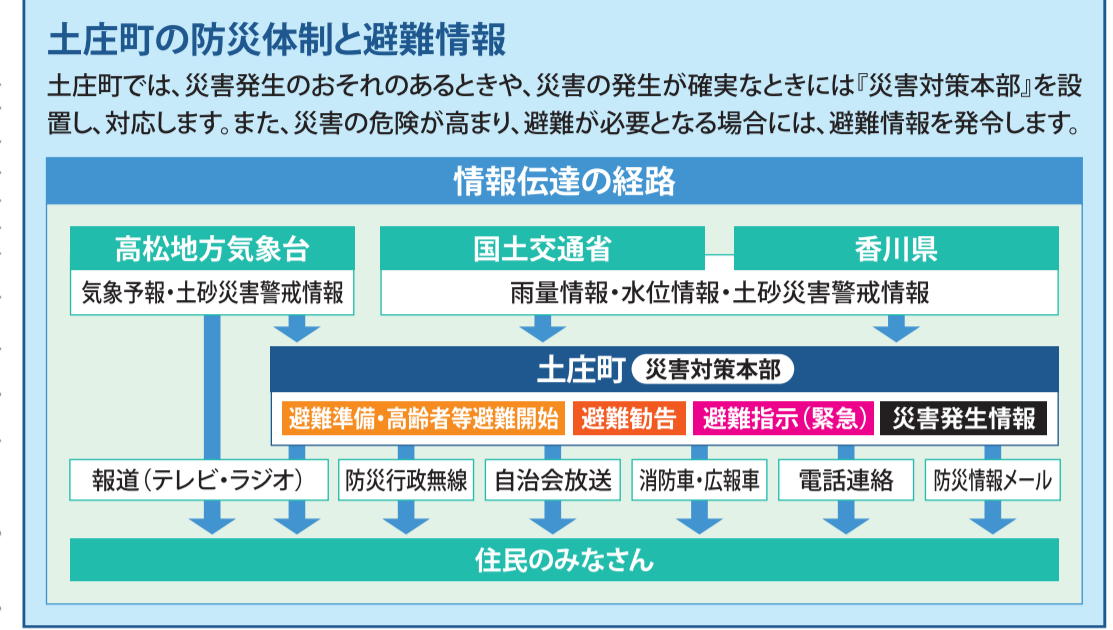 土庄町の防災体制と避難情報
土庄町では、災害発生のおそれのあるときや、災害の発生が確実なときには『災害対策本部』を設
置し、対応します。また、災害の危険が高まり、避難が必要となる場合には、避難情報を発令します。
情報伝達の経路
高松地方気象台
気象予報・土砂災害警戒情報
国土交通省
香川県
雨量情報・水位情報・土砂災害警戒情報
土庄町 災害対策本部
避難準備・高齢者等避難開始
避難勧告
避難指示（緊急）
災害発生情報
報道（テレビ・ラジオ）
防災行政無線
自治会放送
消防車・広報車
電話連絡
防災情報メール
住民のみなさん